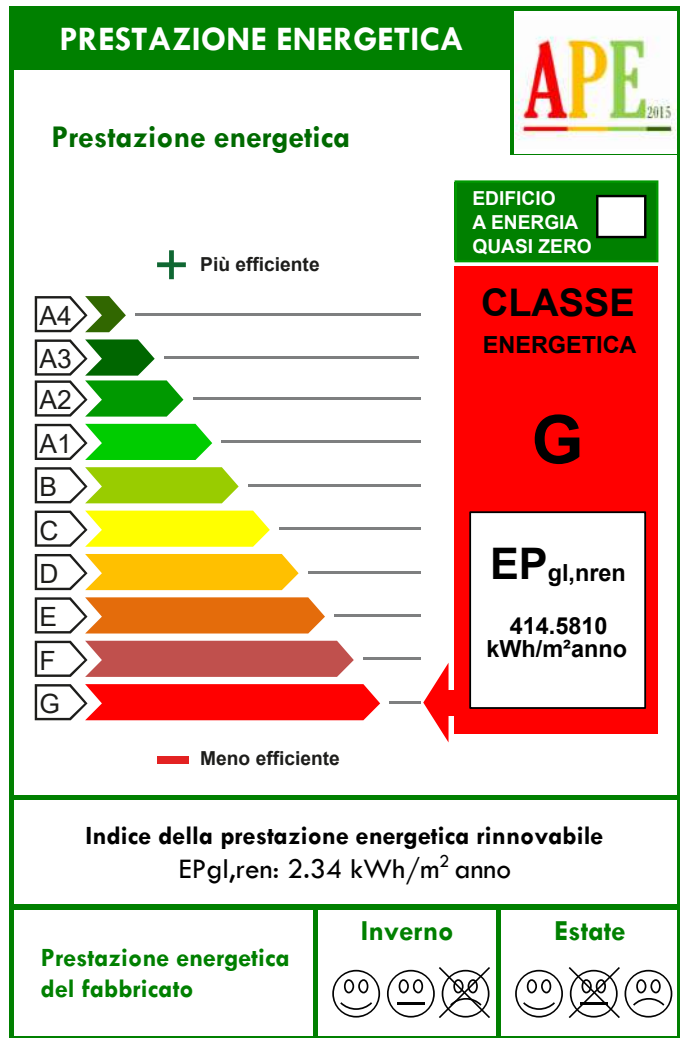 PRESTAZIONE ENERGETICA
APE 2015
Prestazione energetica
EDIFICIO
A ENERGIA
QUASI ZERO
Più efficiente
CLASSE
ENERGETICA
G
A4
A3
A2
A1
B
C
D
E
F
G
EPgl,nren
414.5810
kWh/m²anno
Meno efficiente
Indice della prestazione energetica rinnovabile
EPgl,ren: 2.34 kWh/m² anno
Prestazione energetica
del fabbricato
Inverno
Estate